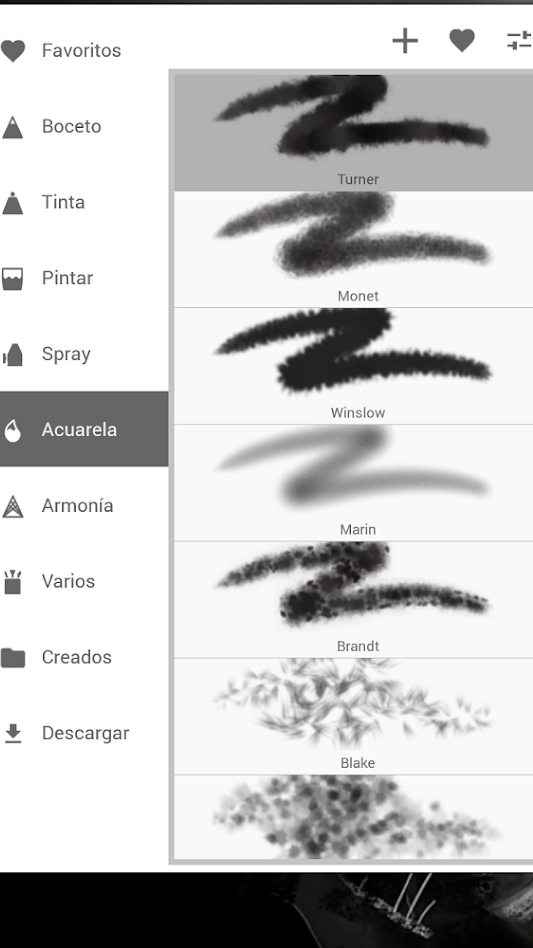 Favoritos
Boceto
Tinta
Pintar
Spray
Acuarela
Armonía
Varios
Creados
Descargar
Turner
Monet
Winslow
Marin
Brandt
Blake